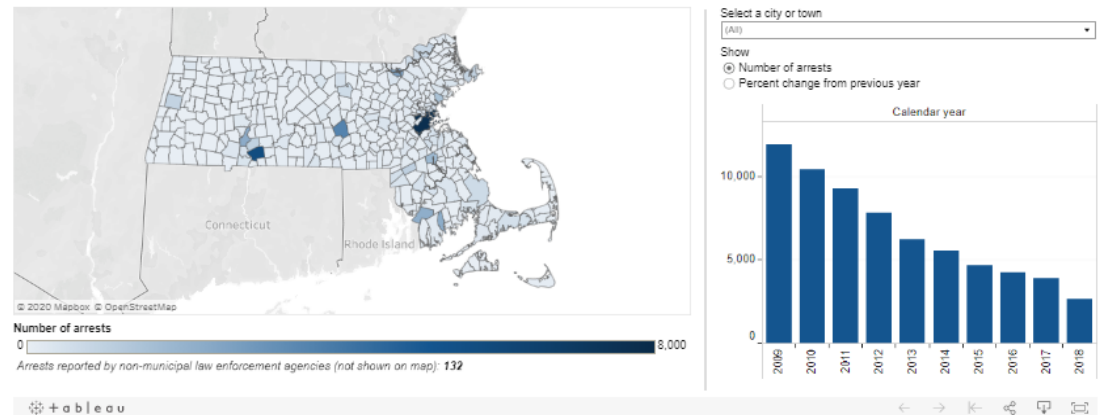 Connecticut
Rhode Island
© 2020 Mapbox © OpenStreetMap
Number of arrests
0
8,000
Arrests reported by non-municipal law enforcement agencies (not shown on map): 132
Select a city or town
(All)
Show
Number of arrests
Percent change from previous year
Calendar year
10,000
5,000
0
2009
2010
2011
2012
2013
2014
2015
2016
2017
2018
+ a b l e a u